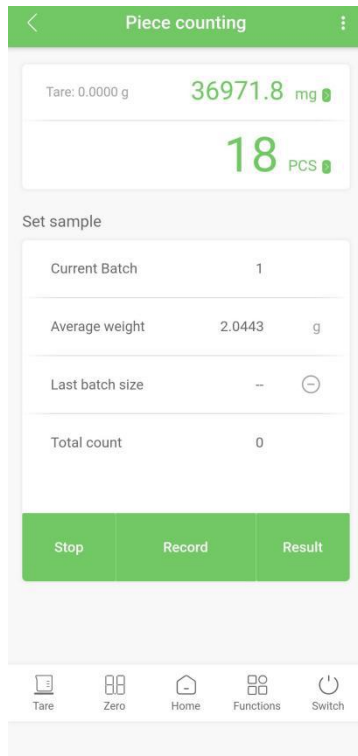 Piece counting
Tare: 0.0000 g 36971.8 mg
18 PCS
Set sample
Current Batch 1
Average weight 2.0443 g
Last batch size --
Total count 0
Stop Record Result
Tare Zero Home Functions Switch